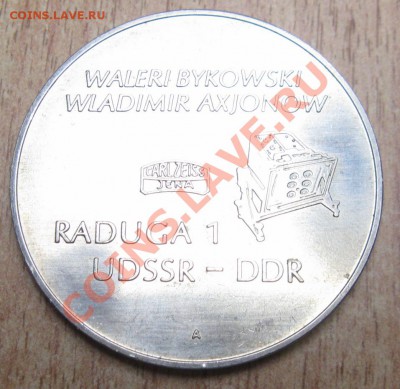 COINS.LAVE.RU
WALERI BYKOWSKI
WLADIMIR AXJONOW
CARL ZEISS
JENA
RADUGA 1
UDSSR – DDR
A
COINS.LAVE.RU